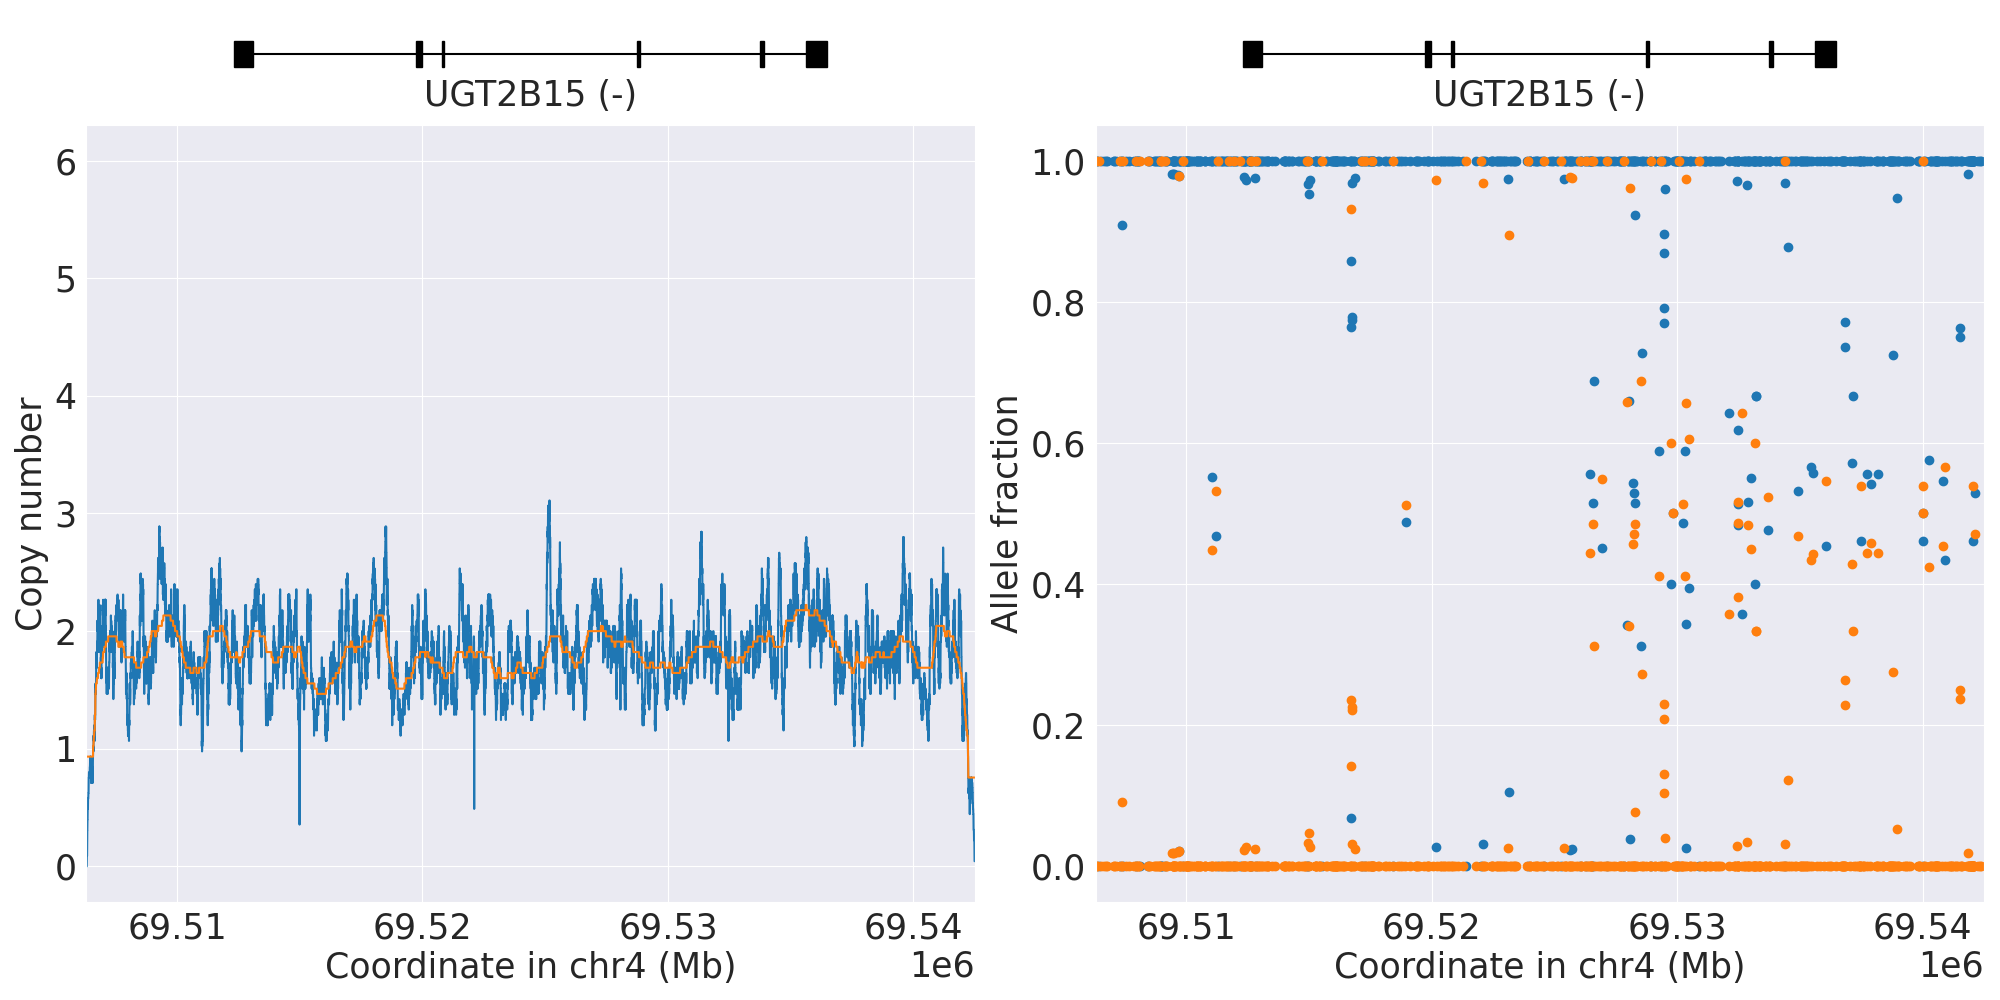 UGT2B15 (-)
Copy number
6
5
4
3
2
1
0
69.51 69.52 69.53 69.54
Coordinate in chr4 (Mb)
1e6
UGT2B15 (-)
Allele fraction
1.0
0.8
0.6
0.4
0.2
0.0
69.51 69.52 69.53 69.54
Coordinate in chr4 (Mb)
1e6